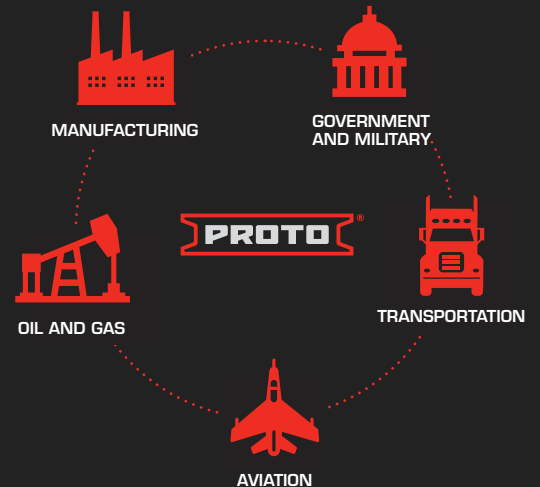 MANUFACTURING
GOVERNMENT
AND MILITARY
PROTO®
TRANSPORTATION
OIL AND GAS
AVIATION